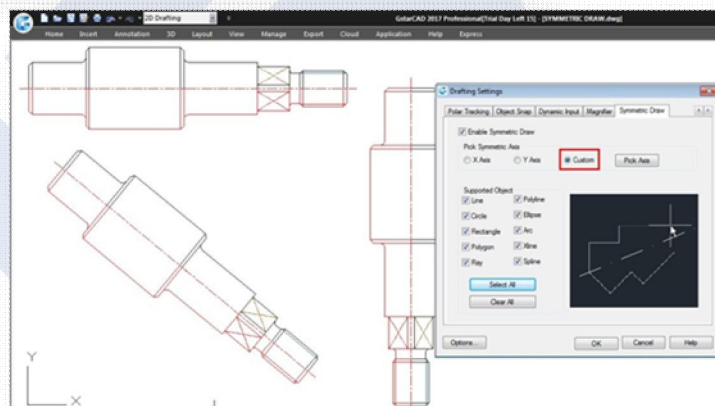 2D Drafting
GstarCAD 2017 Professional[Trial Day Left 15] - [SYMMETRIC DRAW.dwg]
Home Insert Annotation 3D Layout View Manage Export Cloud Application Help Express
Drafting Settings
Polar Tracking Object Snap Dynamic Input Magnifier Symmetric Draw
Enable Symmetric Draw
Pick Symmetric Axis
X Axis Y Axis Custom Pick Axis
Supported Object
Line Polyline
Circle Ellipse
Rectangle Arc
Polygon Xline
Ray Spline
Select All
Clear All
Options... OK Cancel Help
Y
X